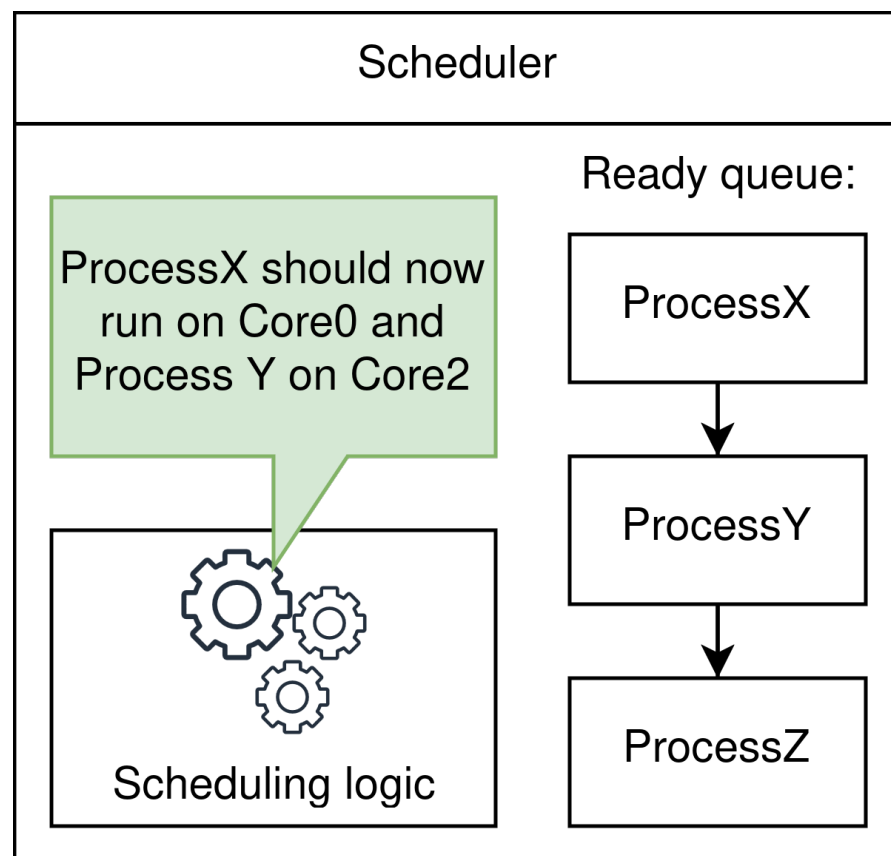 Scheduler
ProcessX should now
run on Core0 and
Process Y on Core2
Scheduling logic
Ready queue:
ProcessX
ProcessY
ProcessZ